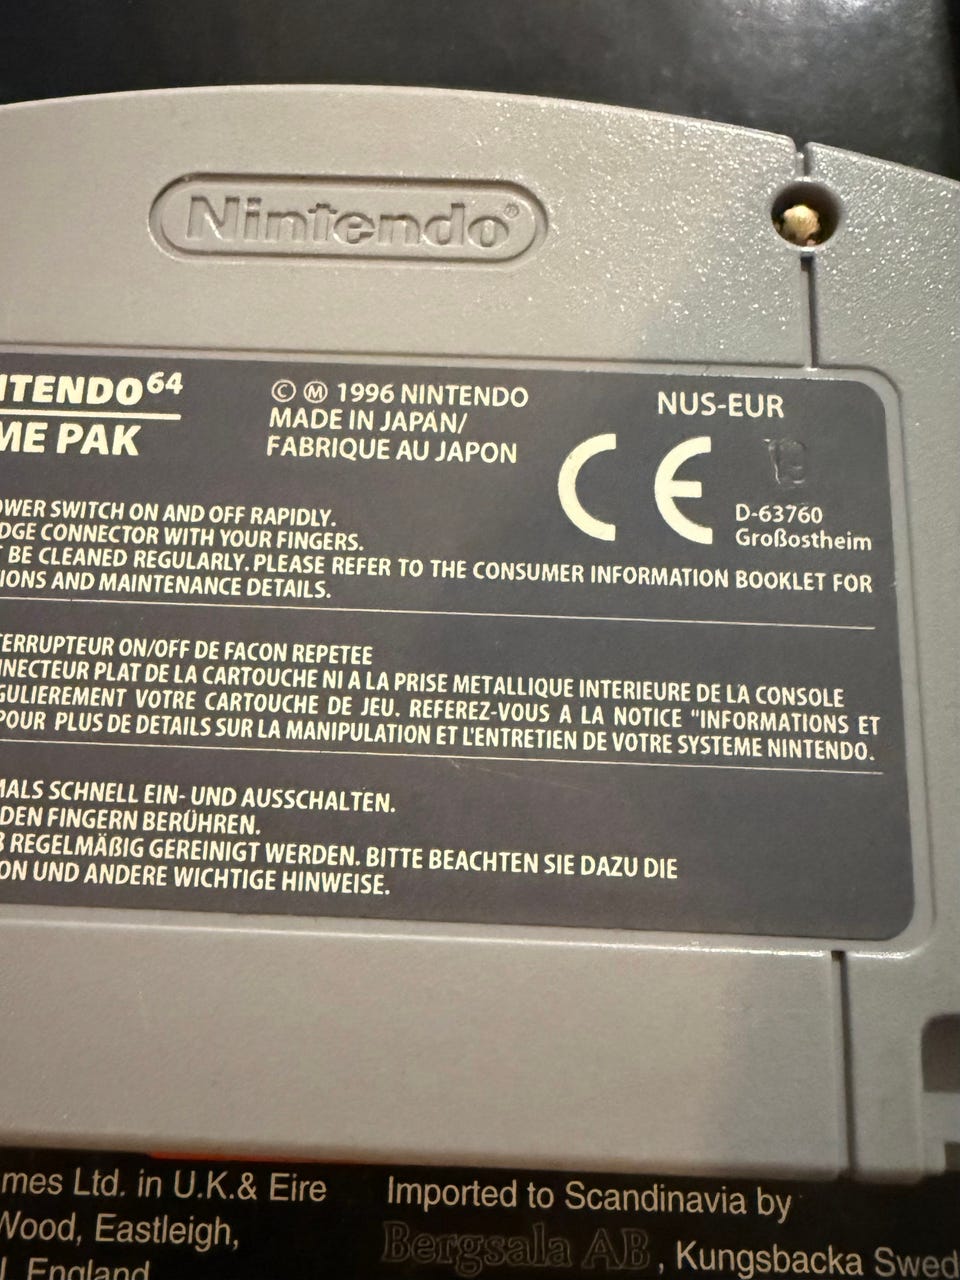 Nintendo®
NTENDO64
ME PAK
© Ⓜ 1996 NINTENDO
MADE IN JAPAN/
FABRIQUE AU JAPON
NUS-EUR
CE
D-63760
Großostheim
OWER SWITCH ON AND OFF RAPIDLY.
DGE CONNECTOR WITH YOUR FINGERS.
T BE CLEANED REGULARLY. PLEASE REFER TO THE CONSUMER INFORMATION BOOKLET FOR
IONS AND MAINTENANCE DETAILS.
TERRUPTEUR ON/OFF DE FACON REPETEE
NNECTEUR PLAT DE LA CARTOUCHE NI A LA PRISE METALLIQUE INTERIEURE DE LA CONSOLE
GULIEREMENT VOTRE CARTOUCHE DE JEU. REFEREZ-VOUS A LA NOTICE "INFORMATIONS ET
POUR PLUS DE DETAILS SUR LA MANIPULATION ET L'ENTRETIEN DE VOTRE SYSTEME NINTENDO.
MALS SCHNELL EIN- UND AUSSCHALTEN.
DEN FINGERN BERÜHREN.
ß REGELMÄßIG GEREINIGT WERDEN. BITTE BEACHTEN SIE DAZU DIE
ON UND ANDERE WICHTIGE HINWEISE.
mes Ltd. in U.K.& Eire
Wood, Eastleigh,
England
Imported to Scandinavia by
Bergsala AB, Kungsbacka Swed